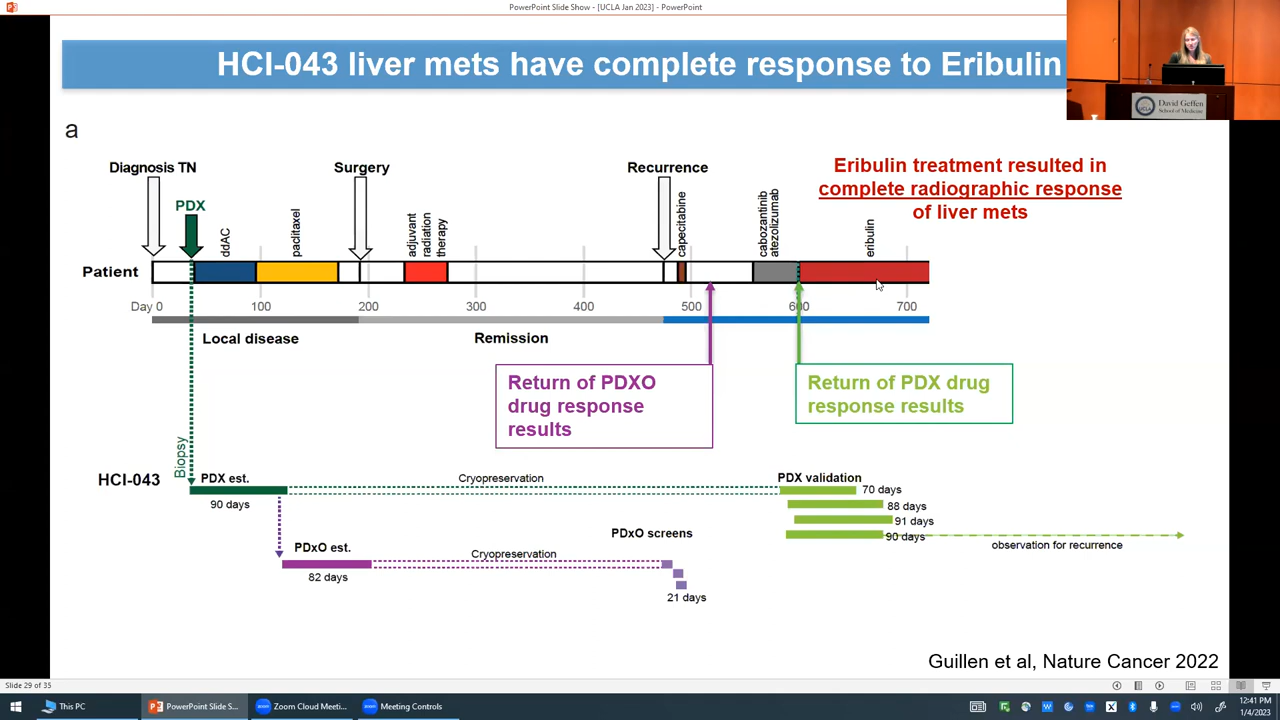 PowerPoint Slide Show - [UCLA Jan 2023] - PowerPoint
HCI-043 liver mets have complete response to Eribulin
David Geffen
School of Medicine
UCLA
a
Diagnosis TN
Surgery
Recurrence
PDX
ddAC
paclitaxel
adjuvant
radiation
therapy
capecitabine
cabozantinib
atezolizumab
eribulin
Eribulin treatment resulted in
complete radiographic response
of liver mets
Patient
Day 0
100
200
300
400
500
600
700
Local disease
Remission
Return of PDXO
drug response
results
Return of PDX drug
response results
Biopsy
HCI-043
PDX est.
90 days
Cryopreservation
PDX validation
70 days
88 days
91 days
90 days
observation for recurrence
PDxO screens
PDxO est.
82 days
Cryopreservation
21 days
Guillen et al, Nature Cancer 2022
Slide 29 of 35
This PC
PowerPoint Slide S...
Zoom Cloud Meeti...
Meeting Controls
12:41 PM
1/4/2023